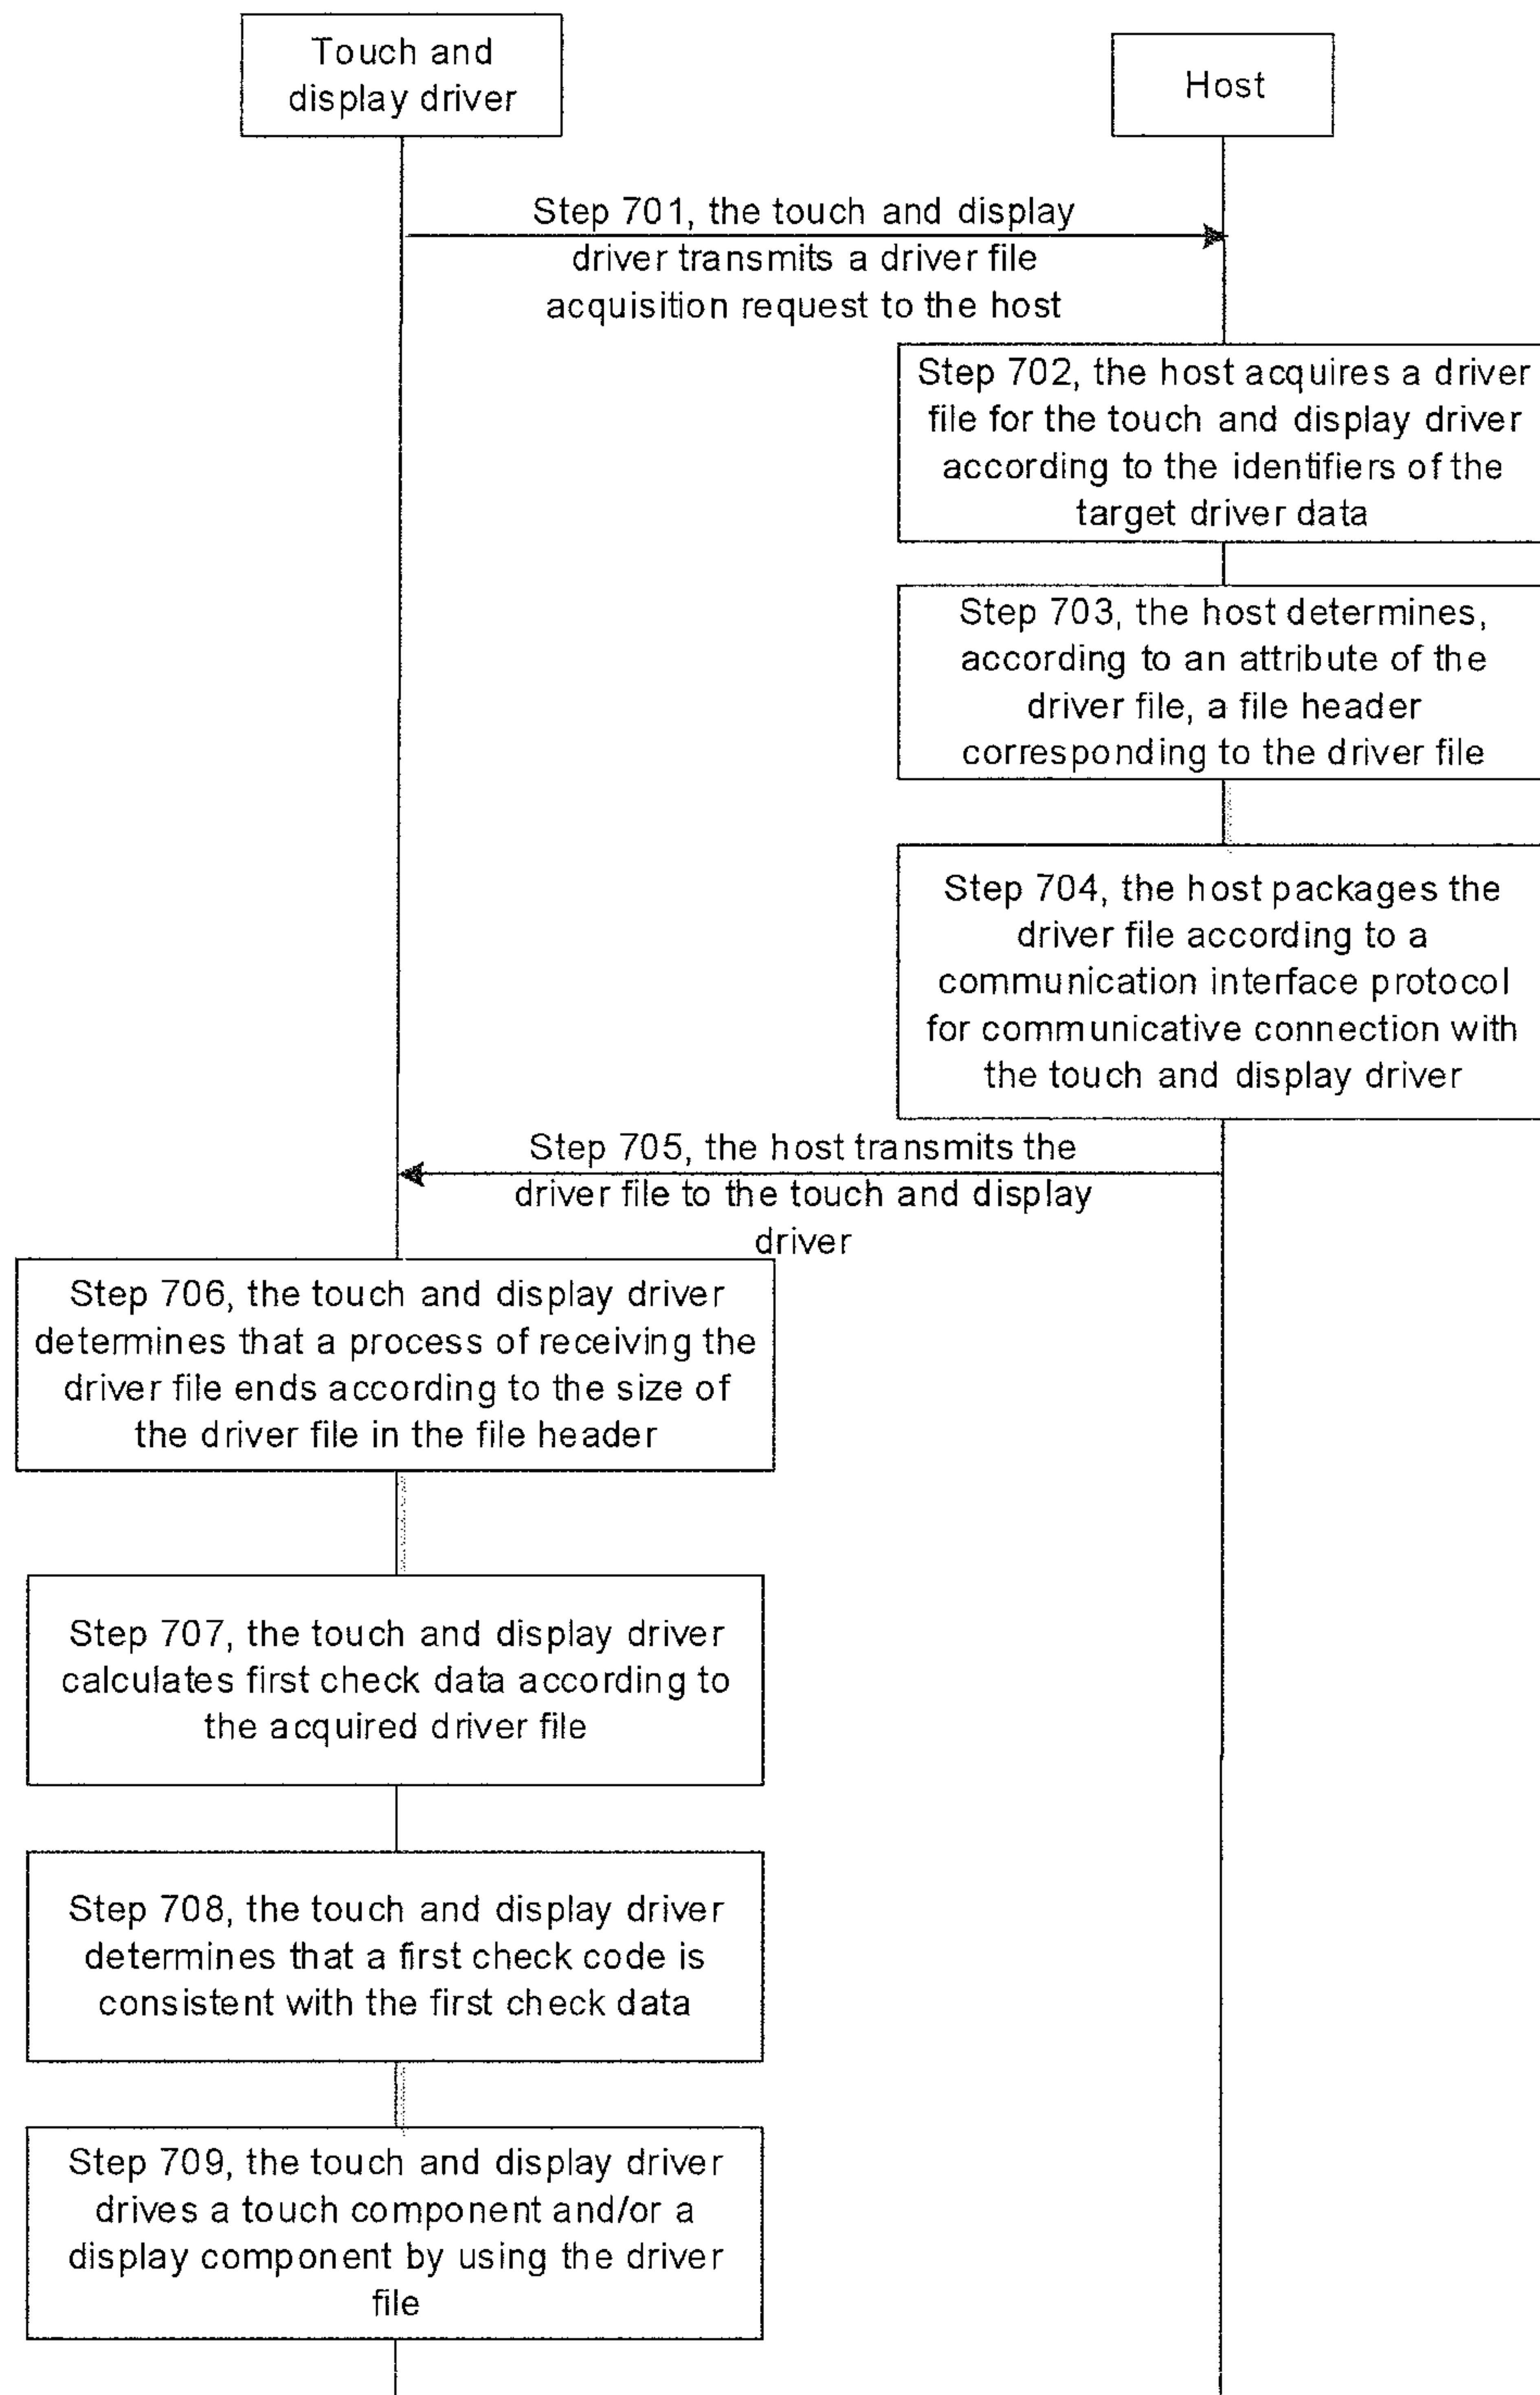 Touch and
display driver
Host
Step 701, the touch and display
driver transmits a driver file
acquisition request to the host
Step 702, the host acquires a driver
file for the touch and display driver
according to the identifiers of the
target driver data
Step 703, the host determines,
according to an attribute of the
driver file, a file header
corresponding to the driver file
Step 704, the host packages the
driver file according to a
communication interface protocol
for communicative connection with
the touch and display driver
Step 705, the host transmits the
driver file to the touch and display
driver
Step 706, the touch and display driver
determines that a process of receiving the
driver file ends according to the size of
the driver file in the file header
Step 707, the touch and display driver
calculates first check data according to
the acquired driver file
Step 708, the touch and display driver
determines that a first check code is
consistent with the first check data
Step 709, the touch and display driver
drives a touch component and/or a
display component by using the driver
file